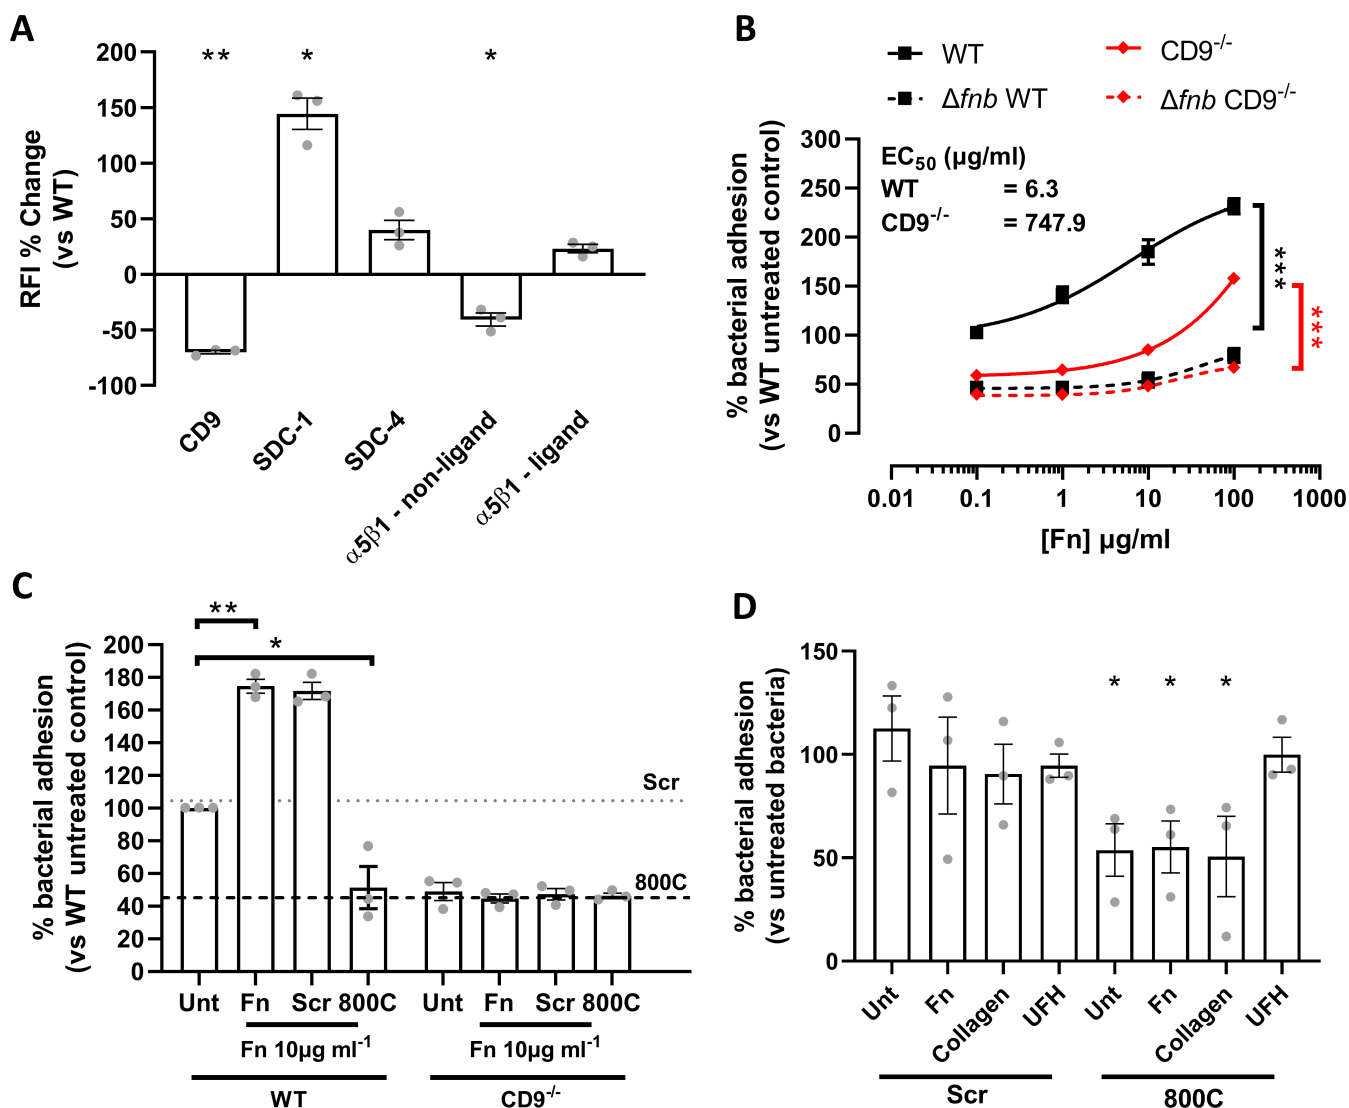 A
RFI % Change
(vs WT)
200
150
100
50
0
-50
-100
**
*
*
CD9
SDC-1
SDC-4
α5β1 - non-ligand
α5β1 - ligand
B
WT
CD9-/-
Δfnb WT
Δfnb CD9-/-
% bacterial adhesion
(vs WT untreated control)
300
250
200
150
100
50
0
EC50 (µg/ml)
WT = 6.3
CD9-/- = 747.9
***
***
0.01
0.1
1
10
100
1000
[Fn] µg/ml
C
% bacterial adhesion
(vs WT untreated control)
200
180
160
140
120
100
80
60
40
20
0
**
*
Scr
800C
Unt Fn Scr 800C Unt Fn Scr 800C
Fn 10µg ml-1 Fn 10µg ml-1
WT CD9-/-
D
% bacterial adhesion
(vs untreated bacteria)
150
100
50
0
* * *
Unt
Fn
Collagen
UFH
Unt
Fn
Collagen
UFH
Scr
800C